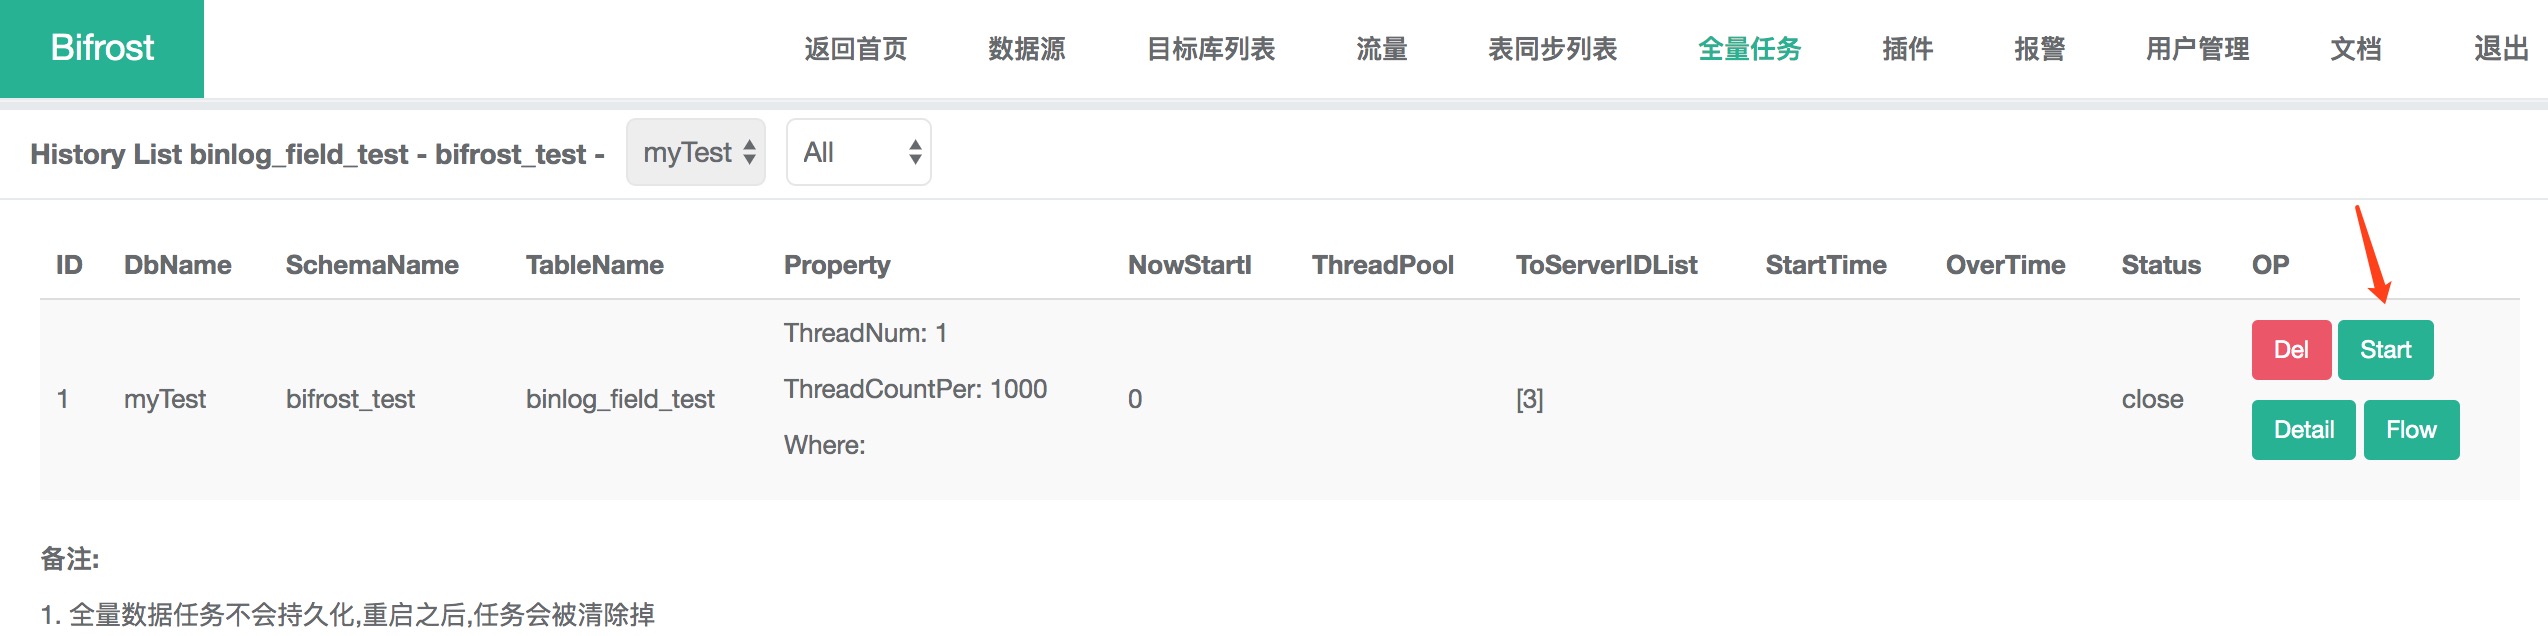 Bifrost 返回首页 数据源 目标库列表 流量 表同步列表 全量任务 插件 报警 用户管理 文档 退出
History List binlog_field_test - bifrost_test - myTest All
ID DbName SchemaName TableName Property NowStartI ThreadPool ToServerIDList StartTime OverTime Status OP
ThreadNum: 1
Del Start
ThreadCountPer: 1000
1 myTest bifrost_test binlog_field_test 0 [3] close
Detail Flow
Where:
备注:
1. 全量数据任务不会持久化,重启之后,任务会被清除掉